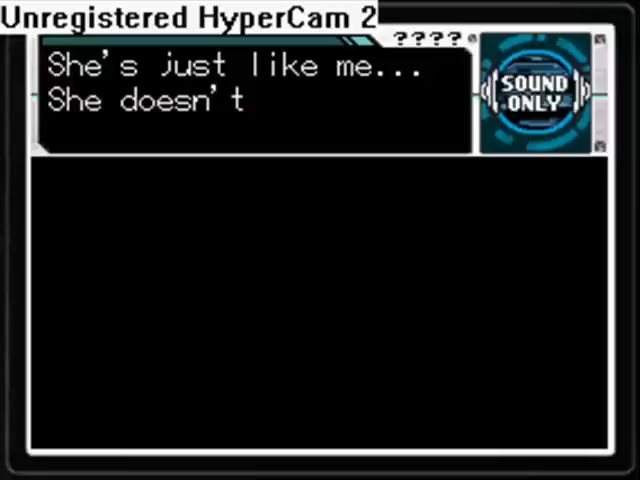 Unregistered HyperCam 2
????
She's just like me...
She doesn't
SOUND
ONLY